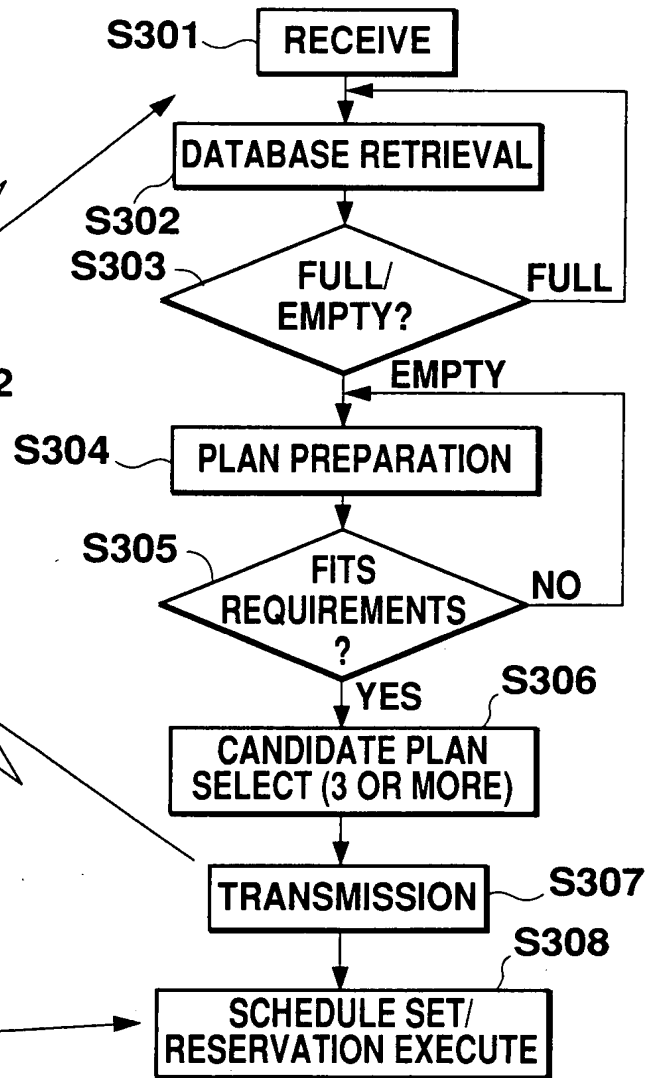 S301
RECEIVE
DATABASE RETRIEVAL
S302
S303
FULL/
EMPTY?
FULL
2
EMPTY
S304
PLAN PREPARATION
S305
FITS
REQUIREMENTS
?
NO
YES
S306
CANDIDATE PLAN
SELECT (3 OR MORE)
TRANSMISSION
S307
S308
SCHEDULE SET/
RESERVATION EXECUTE